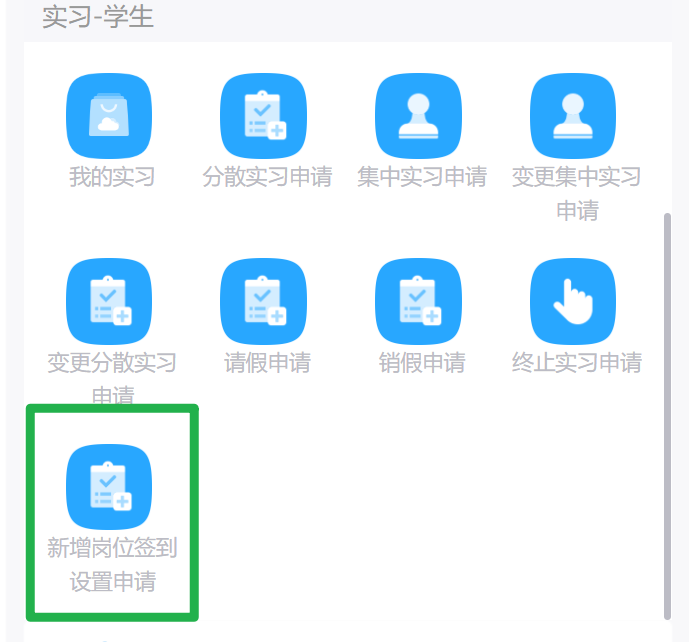 实习-学生
我的实习
分散实习申请
集中实习申请
变更集中实习
申请
变更分散实习
申请
请假申请
销假申请
终止实习申请
新增岗位签到
设置申请